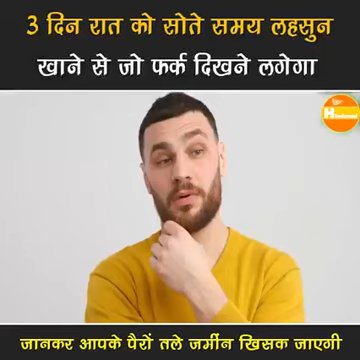 3 दिन रात को सोते समय लहसुन
खाने से जो फर्क दिखने लगेगा
जानकर आपके पैरों तले जमीन खिसक जाएगी